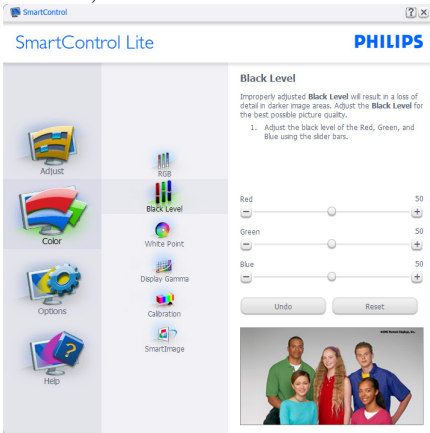 SmartControl
SmartControl Lite
PHILIPS
Adjust
Color
Options
Help
RGB
Black Level
White Point
Display Gamma
Calibration
SmartImage
Black Level
Improperly adjusted Black Level will result in a loss of
detail in darker image areas. Adjust the Black Level for
the best possible picture quality.
1. Adjust the black level of the Red, Green, and
Blue using the slider bars.
Red 50
Green 50
Blue 50
Undo Reset